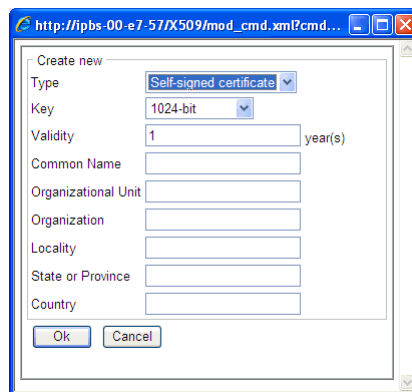 http://ipbs-00-e7-57/X509/mod_cmd.xml?cmd...
Create new
Type Self-signed certificate
Key 1024-bit
Validity 1 year(s)
Common Name
Organizational Unit
Organization
Locality
State or Province
Country
Ok Cancel